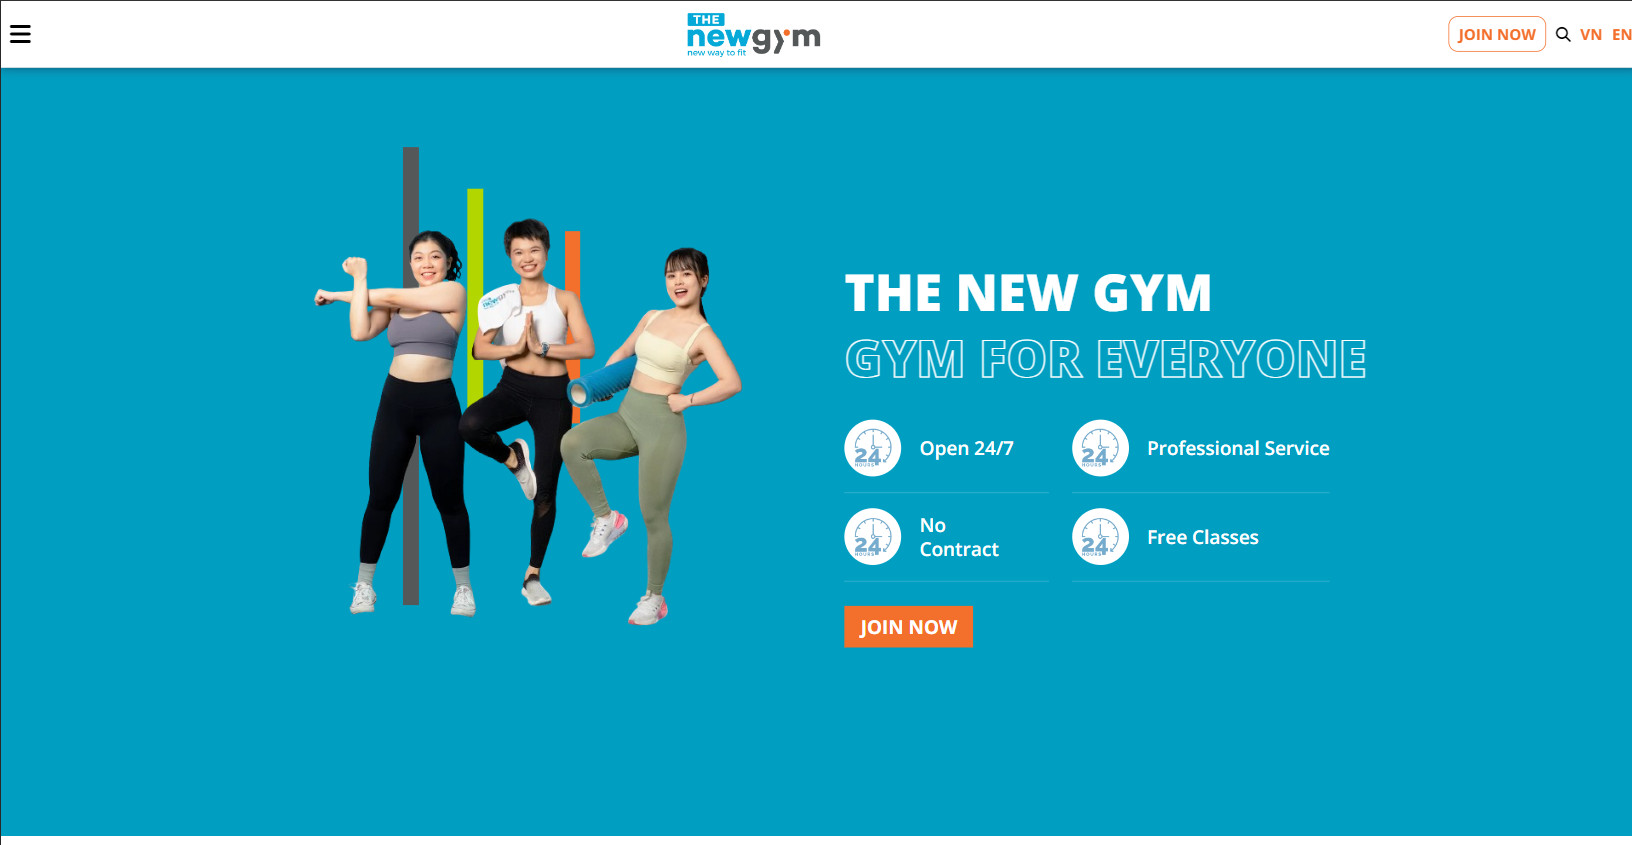 THE
newgym
new way to fit
JOIN NOW
VN EN
THE NEW GYM
GYM FOR EVERYONE
24
HOURS
Open 24/7
24
HOURS
Professional Service
24
HOURS
No
Contract
24
HOURS
Free Classes
JOIN NOW